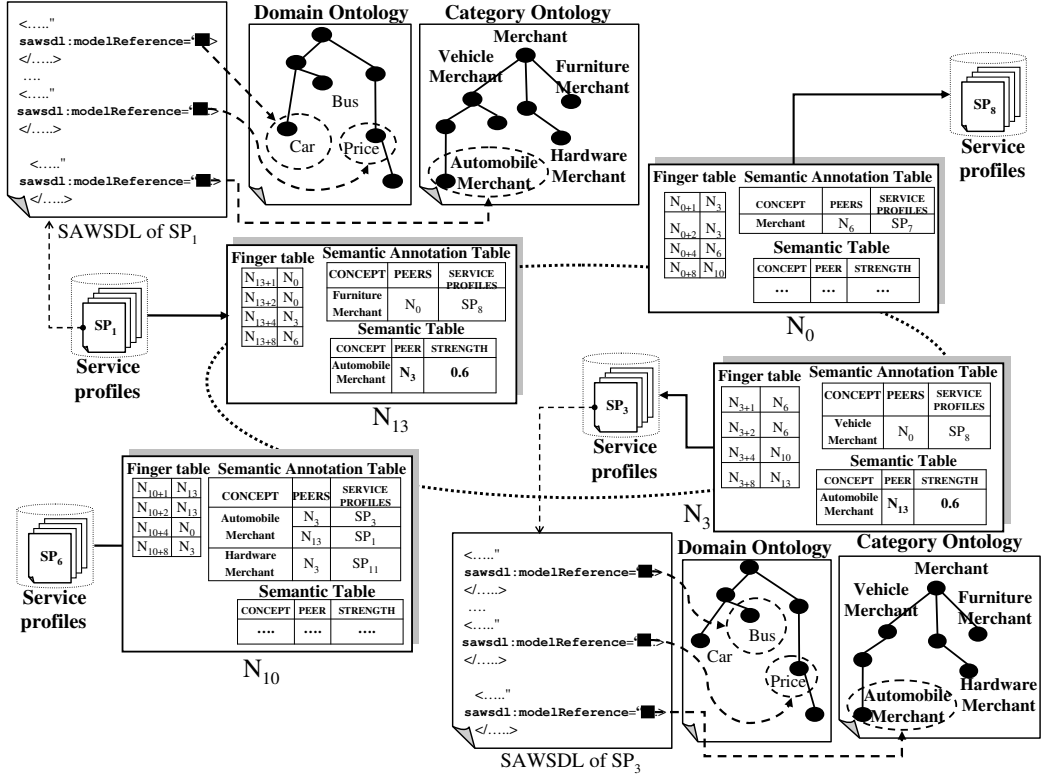 <....."
sawsdl:modelReference="■>
</.....>
....
<....."
sawsdl:modelReference="■.>
</.....>
<....."
sawsdl:modelReference="■.>
</.....>
SAWSDL of SP1
Domain Ontology
Bus
Car
Price
Category Ontology
Merchant
Vehicle
Merchant
Furniture
Merchant
Hardware
Merchant
Automobile
Merchant
SP8
Service
profiles
Finger table
N0+1 N3
N0+2 N3
N0+4 N6
N0+8 N10
Semantic Annotation Table
CONCEPT PEERS SERVICE PROFILES
Merchant N6 SP7
Semantic Table
CONCEPT PEER STRENGTH
... ... ...
N0
SP1
Service
profiles
Finger table
N13+1 N0
N13+2 N0
N13+4 N3
N13+8 N6
Semantic Annotation Table
CONCEPT PEERS SERVICE PROFILES
Furniture Merchant N0 SP8
Semantic Table
CONCEPT PEER STRENGTH
Automobile Merchant N3 0.6
N13
SP3
Service
profiles
Finger table
N3+1 N6
N3+2 N6
N3+4 N10
N3+8 N13
Semantic Annotation Table
CONCEPT PEERS SERVICE PROFILES
Vehicle Merchant N0 SP8
Semantic Table
CONCEPT PEER STRENGTH
Automobile Merchant N13 0.6
N3
SP6
Service
profiles
Finger table
N10+1 N13
N10+2 N13
N10+4 N0
N10+8 N3
Semantic Annotation Table
CONCEPT PEERS SERVICE PROFILES
Automobile Merchant N3 SP3
N13 SP1
Hardware Merchant N3 SP11
Semantic Table
CONCEPT PEER STRENGTH
.... .... ....
N10
<....."
sawsdl:modelReference="■.>
</.....>
....
<....."
sawsdl:modelReference="■.>
</.....>
<....."
sawsdl:modelReference="■.>
</.....>
SAWSDL of SP3
Domain Ontology
Bus
Car
Price
Category Ontology
Merchant
Vehicle
Merchant
Furniture
Merchant
Hardware
Merchant
Automobile
Merchant